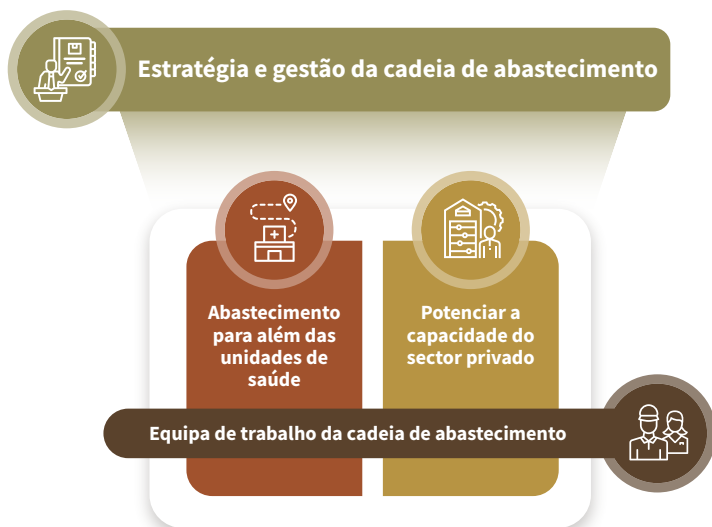 Estratégia e gestão da cadeia de abastecimento
Abastecimento
para além das
unidades de
saúde
Potenciar a
capacidade do
sector privado
Equipa de trabalho da cadeia de abastecimento